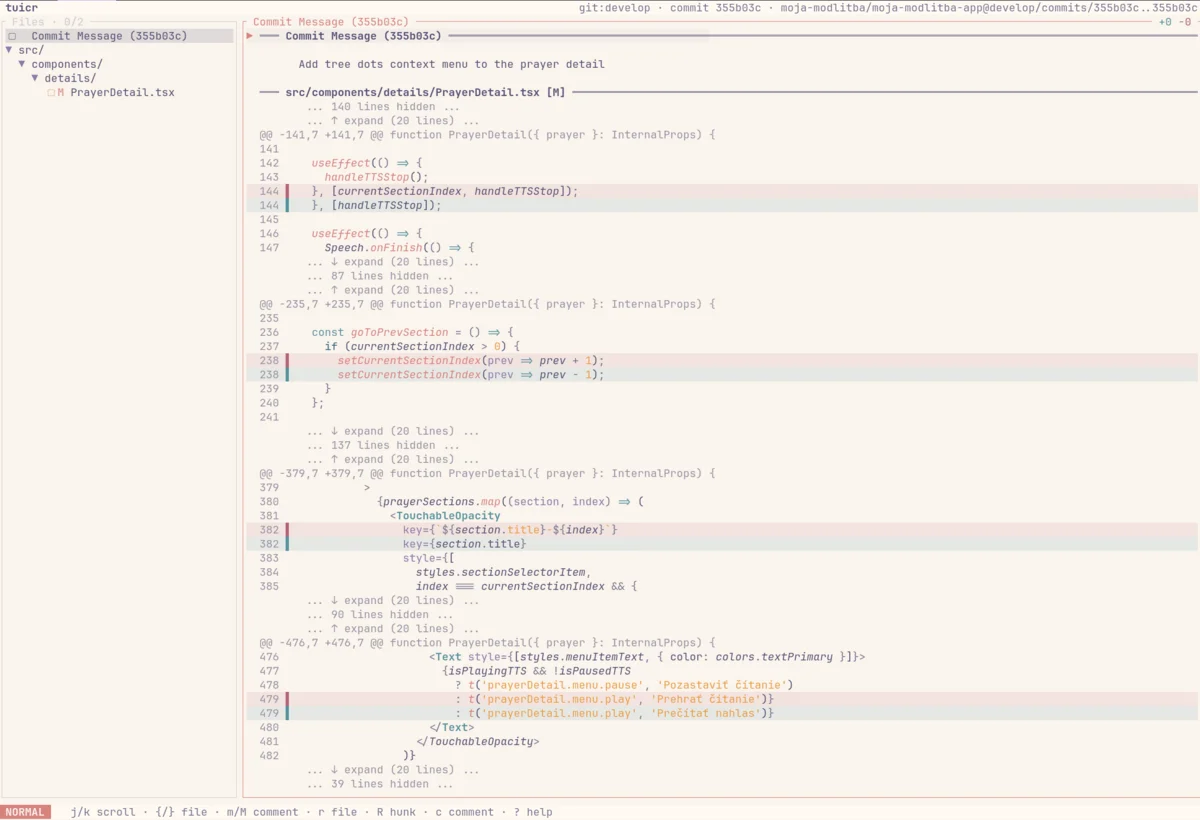 tuicr
git:develop · commit 355b03c · moja-modlitba/moja-modlitba-app@develop/commits/355b03c..355b03c
Files · 0/2
Commit Message (355b03c)
▼ src/
▼ components/
▼ details/
M PrayerDetail.tsx
Commit Message (355b03c)
+0 -0
Commit Message (355b03c)
Add tree dots context menu to the prayer detail
src/components/details/PrayerDetail.tsx [M]
... 140 lines hidden ...
... ↑ expand (20 lines) ...
@@ -141,7 +141,7 @@ function PrayerDetail({ prayer }: InternalProps) {
141
142 useEffect(() => {
143 handleTTSStop();
144 }, [currentSectionIndex, handleTTSStop]);
144 }, [handleTTSStop]);
145
146 useEffect(() => {
147 Speech.onFinish(() => {
... ↓ expand (20 lines) ...
... 87 lines hidden ...
... ↑ expand (20 lines) ...
@@ -235,7 +235,7 @@ function PrayerDetail({ prayer }: InternalProps) {
235
236 const goToPrevSection = () => {
237 if (currentSectionIndex > 0) {
238 setCurrentSectionIndex(prev => prev + 1);
238 setCurrentSectionIndex(prev => prev - 1);
239 }
240 };
241
... ↓ expand (20 lines) ...
... 137 lines hidden ...
... ↑ expand (20 lines) ...
@@ -379,7 +379,7 @@ function PrayerDetail({ prayer }: InternalProps) {
379 >
380 {prayerSections.map((section, index) => (
381 <TouchableOpacity
382 key={`${section.title}-${index}`}
382 key={section.title}
383 style={[
384 styles.sectionSelectorItem,
385 index === currentSectionIndex && {
... ↓ expand (20 lines) ...
... 90 lines hidden ...
... ↑ expand (20 lines) ...
@@ -476,7 +476,7 @@ function PrayerDetail({ prayer }: InternalProps) {
476 <Text style={[styles.menuItemText, { color: colors.textPrimary }]}>
477 {isPlayingTTS && !isPausedTTS
478 ? t('prayerDetail.menu.pause', 'Pozastaviť čítanie')
479 : t('prayerDetail.menu.play', 'Prehrať čítanie')}
479 : t('prayerDetail.menu.play', 'Prečítať nahlas')}
480 </Text>
481 </TouchableOpacity>
482 )}
... ↓ expand (20 lines) ...
... 39 lines hidden ...
NORMAL j/k scroll · {/} file · m/M comment · r file · R hunk · c comment · ? help